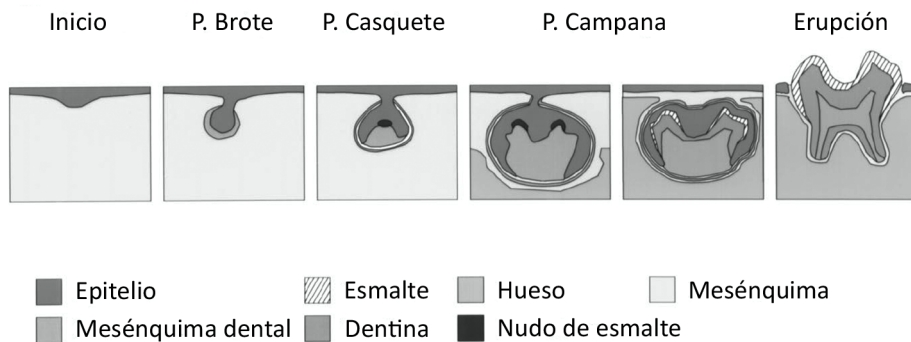 Inicio P. Brote P. Casquete P. Campana Erupción
Epitelio Esmalte Hueso Mesénquima
Mesénquima dental Dentina Nudo de esmalte